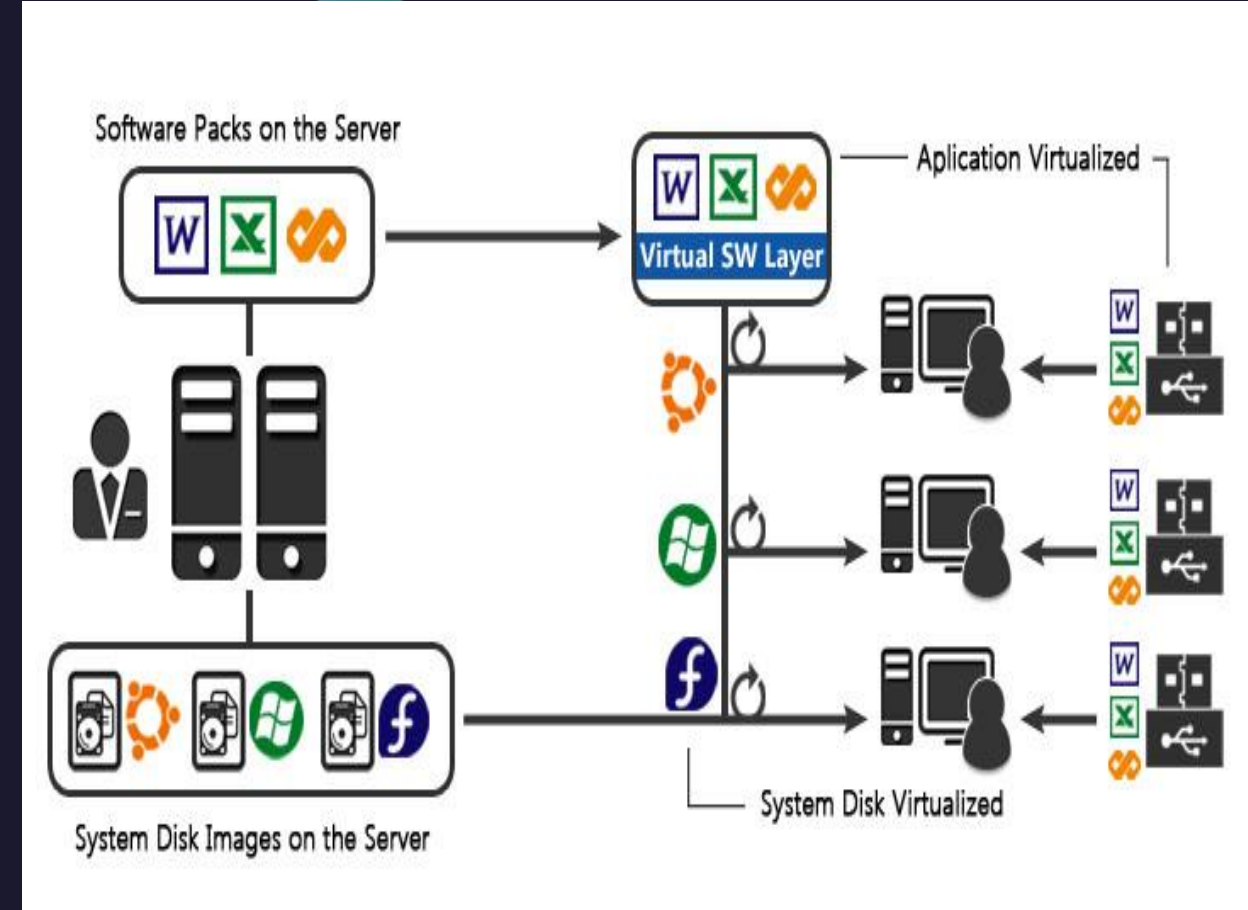 Software Packs on the Server
W X
W X
Virtual SW Layer
Aplication Virtualized
W
X
W
X
f
W
X
f
System Disk Virtualized
System Disk Images on the Server